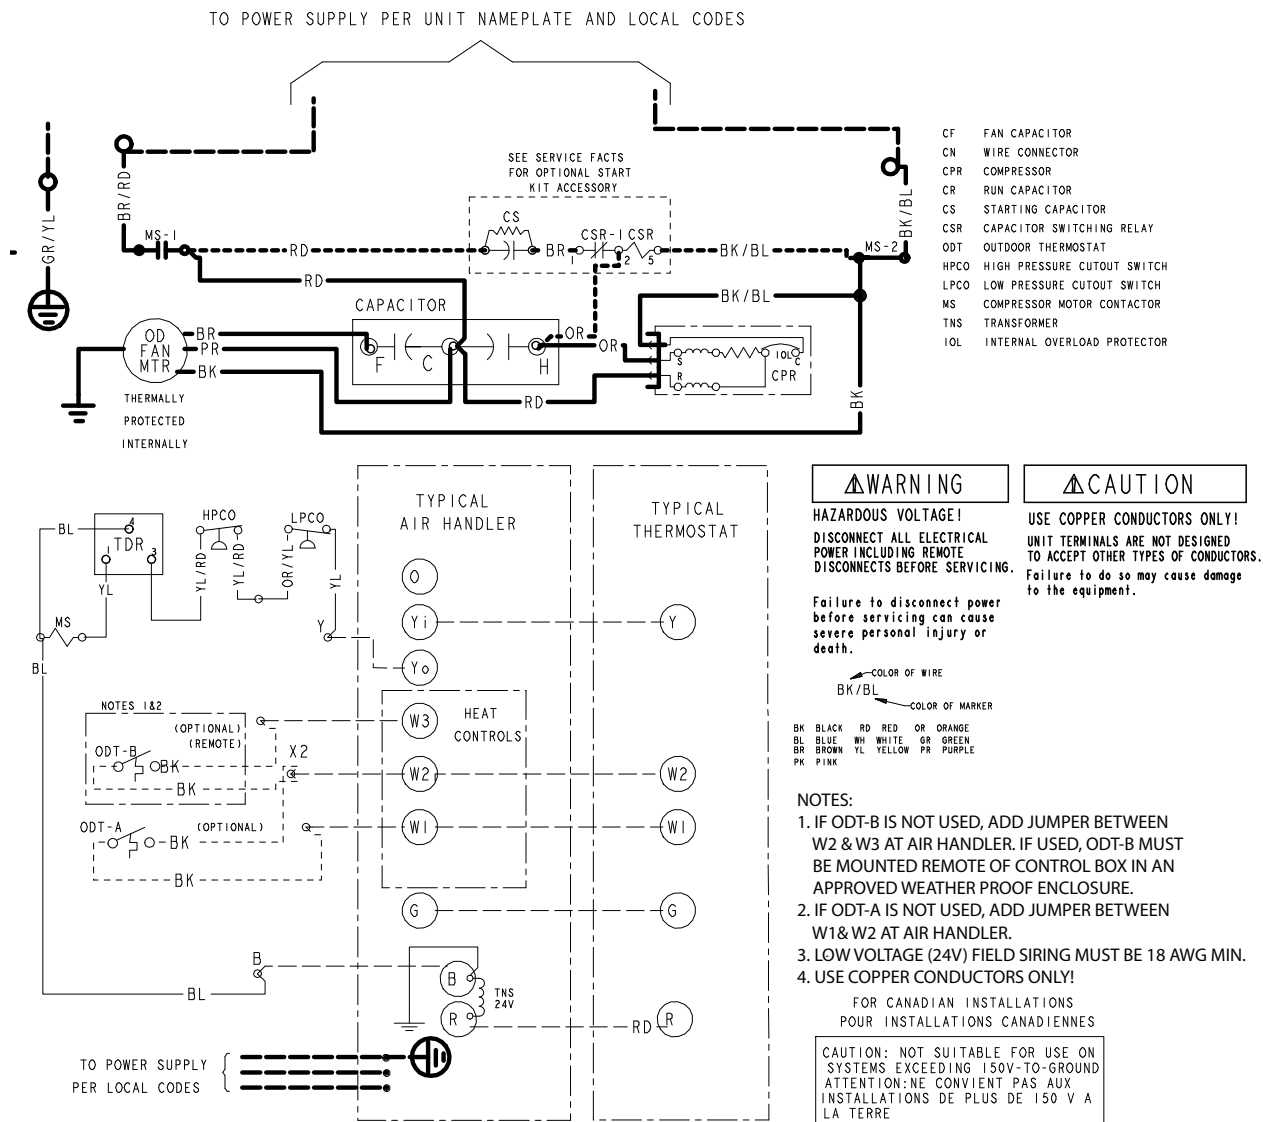 TO POWER SUPPLY PER UNIT NAMEPLATE AND LOCAL CODES
GR/YL
BR/RD
MS-1
RD
RD
SEE SERVICE FACTS
FOR OPTIONAL START
KIT ACCESSORY
CS
BR
CSR-1 CSR
1
2
5
BK/BL
BK/BL
MS-2
BK/BL
CF FAN CAPACITOR
CN WIRE CONNECTOR
CPR COMPRESSOR
CR RUN CAPACITOR
CS STARTING CAPACITOR
CSR CAPACITOR SWITCHING RELAY
ODT OUTDOOR THERMOSTAT
HPCO HIGH PRESSURE CUTOUT SWITCH
LPCO LOW PRESSURE CUTOUT SWITCH
MS COMPRESSOR MOTOR CONTACTOR
TNS TRANSFORMER
IOL INTERNAL OVERLOAD PROTECTOR
CAPACITOR
F
C
H
OR
OR
S
R
IOL
C
CPR
OD
FAN
MTR
BR
PR
BK
RD
BK
THERMALLY
PROTECTED
INTERNALLY
BL
4
TDR
1
3
YL
MS
BL
HPCO
LPCO
YL/RD
YL/RD
OR/YL
YL
Y
TYPICAL
AIR HANDLER
O
Yi
Yo
W3
W2
W1
G
HEAT
CONTROLS
TYPICAL
THERMOSTAT
Y
W2
W1
G
R
NOTES 1&2
(OPTIONAL)
(REMOTE)
ODT-B
BK
BK
X2
ODT-A
(OPTIONAL)
BK
BK
B
BL
B
R
TNS
24V
RD
TO POWER SUPPLY
PER LOCAL CODES
⚠WARNING
HAZARDOUS VOLTAGE!
DISCONNECT ALL ELECTRICAL
POWER INCLUDING REMOTE
DISCONNECTS BEFORE SERVICING.
Failure to disconnect power
before servicing can cause
severe personal injury or
death.
⚠CAUTION
USE COPPER CONDUCTORS ONLY!
UNIT TERMINALS ARE NOT DESIGNED
TO ACCEPT OTHER TYPES OF CONDUCTORS.
Failure to do so may cause damage
to the equipment.
COLOR OF WIRE
BK/BL
COLOR OF MARKER
BK BLACK RD RED OR ORANGE
BL BLUE WH WHITE GR GREEN
BR BROWN YL YELLOW PR PURPLE
PK PINK
NOTES:
1. IF ODT-B IS NOT USED, ADD JUMPER BETWEEN
W2 & W3 AT AIR HANDLER. IF USED, ODT-B MUST
BE MOUNTED REMOTE OF CONTROL BOX IN AN
APPROVED WEATHER PROOF ENCLOSURE.
2. IF ODT-A IS NOT USED, ADD JUMPER BETWEEN
W1& W2 AT AIR HANDLER.
3. LOW VOLTAGE (24V) FIELD SIRING MUST BE 18 AWG MIN.
4. USE COPPER CONDUCTORS ONLY!
FOR CANADIAN INSTALLATIONS
POUR INSTALLATIONS CANADIENNES
CAUTION: NOT SUITABLE FOR USE ON
SYSTEMS EXCEEDING 150V-TO-GROUND
ATTENTION:NE CONVIENT PAS AUX
INSTALLATIONS DE PLUS DE 150 V A
LA TERRE